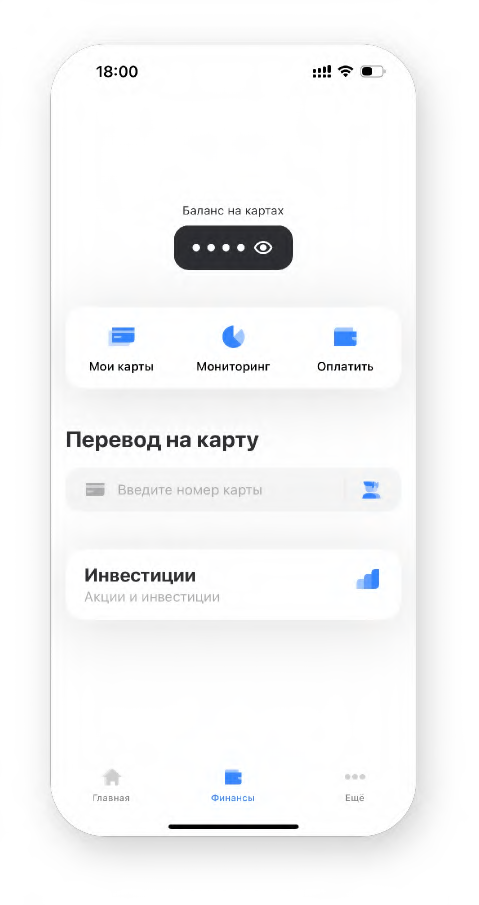 18:00
Баланс на картах
Мои карты
Мониторинг
Оплатить
Перевод на карту
Введите номер карты
Инвестиции
Акции и инвестиции
Главная
Финансы
Ещё